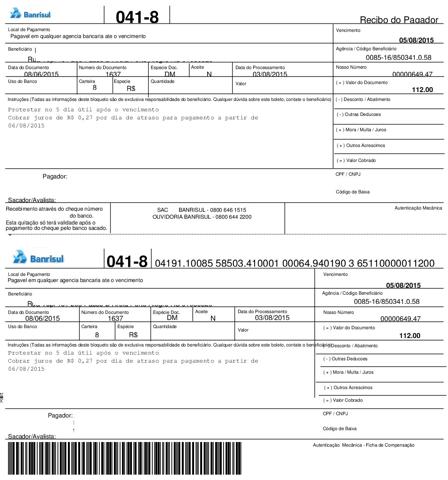 Banrisul 041-8 Recibo do Pagador
Local de Pagamento Vencimento
Pagavel em qualquer agencia bancaria ate o vencimento 05/08/2015
Beneficiário Agência / Código Beneficiário
0085-16/850341.0.58
Data do Documento Número do Documento Espécie Doc. Aceite Data do Processamento Nosso Número
08/06/2015 1637 DM N 03/08/2015 00000649.47
Uso do Banco Carteira Espécie Quantidade Valor ( = ) Valor do Documento
8 R$ 112.00
Instruções (Todas as informações deste bloqueto são de exclusiva responsabilidade do beneficiário. Qualquer dúvida sobre este boleto, contate o beneficiário) ( - ) Desconto / Abatimento
Protestar no 5 dia útil após o vencimento
Cobrar juros de R$ 0,27 por dia de atraso para pagamento a partir de
06/08/2015
( - ) Outras Deducoes
( + ) Mora / Multa / Juros
( + ) Outros Acrescimos
( = ) Valor Cobrado
Pagador: CPF / CNPJ
Código de Baixa
Sacador/Avalista:
Recebimento através do cheque número
do banco.
Esta quitação só terá validade após o
pagamento do cheque pelo banco sacado.
SAC BANRISUL - 0800 646 1515
OUVIDORIA BANRISUL - 0800 644 2200
Autenticação Mecânica
Banrisul 041-8 04191.10085 58503.410001 00064.940190 3 65110000011200
Local de Pagamento Vencimento
Pagavel em qualquer agencia bancaria ate o vencimento 05/08/2015
Beneficiário Agência / Código Beneficiário
0085-16/850341.0.58
Data do Documento Número do Documento Espécie Doc. Aceite Data do Processamento Nosso Número
08/06/2015 1637 DM N 03/08/2015 00000649.47
Uso do Banco Carteira Espécie Quantidade Valor ( = ) Valor do Documento
8 R$ 112.00
Instruções (Todas as informações deste bloqueto são de exclusiva responsabilidade do beneficiário. Qualquer dúvida sobre este boleto, contate o Desconto / Abatimento
Protestar no 5 dia útil após o vencimento
Cobrar juros de R$ 0,27 por dia de atraso para pagamento a partir de
06/08/2015
( - ) Outras Deducoes
( + ) Mora / Multa / Juros
( + ) Outros Acrescimos
( = ) Valor Cobrado
Pagador: CPF / CNPJ
Código de Baixa
Sacador/Avalista:
Autenticação Mecânica - Ficha de Compensação